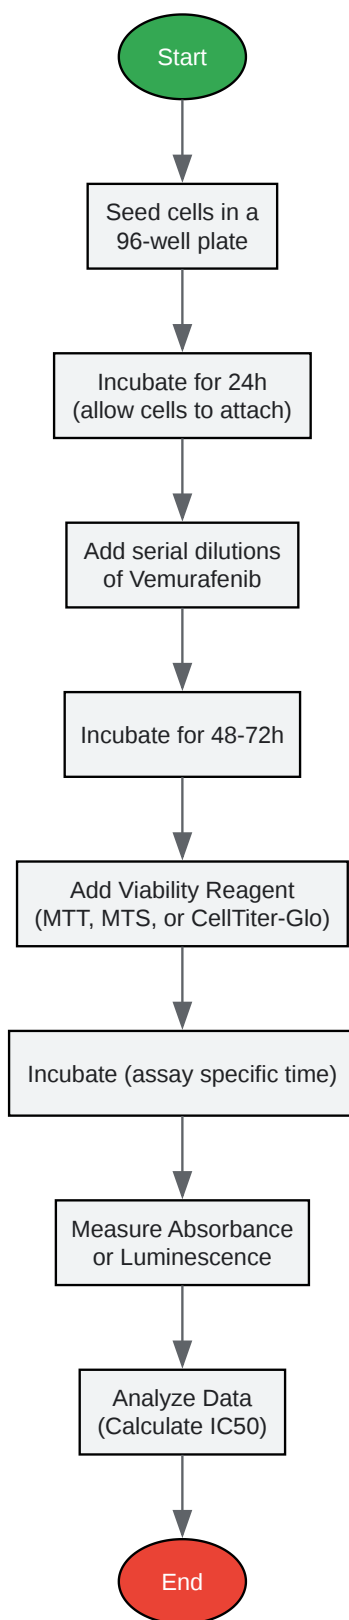 Start
Seed cells in a
96-well plate
Incubate for 24h
(allow cells to attach)
Add serial dilutions
of Vemurafenib
Incubate for 48-72h
Add Viability Reagent
(MTT, MTS, or CellTiter-Glo)
Incubate (assay specific time)
Measure Absorbance
or Luminescence
Analyze Data
(Calculate IC50)
End